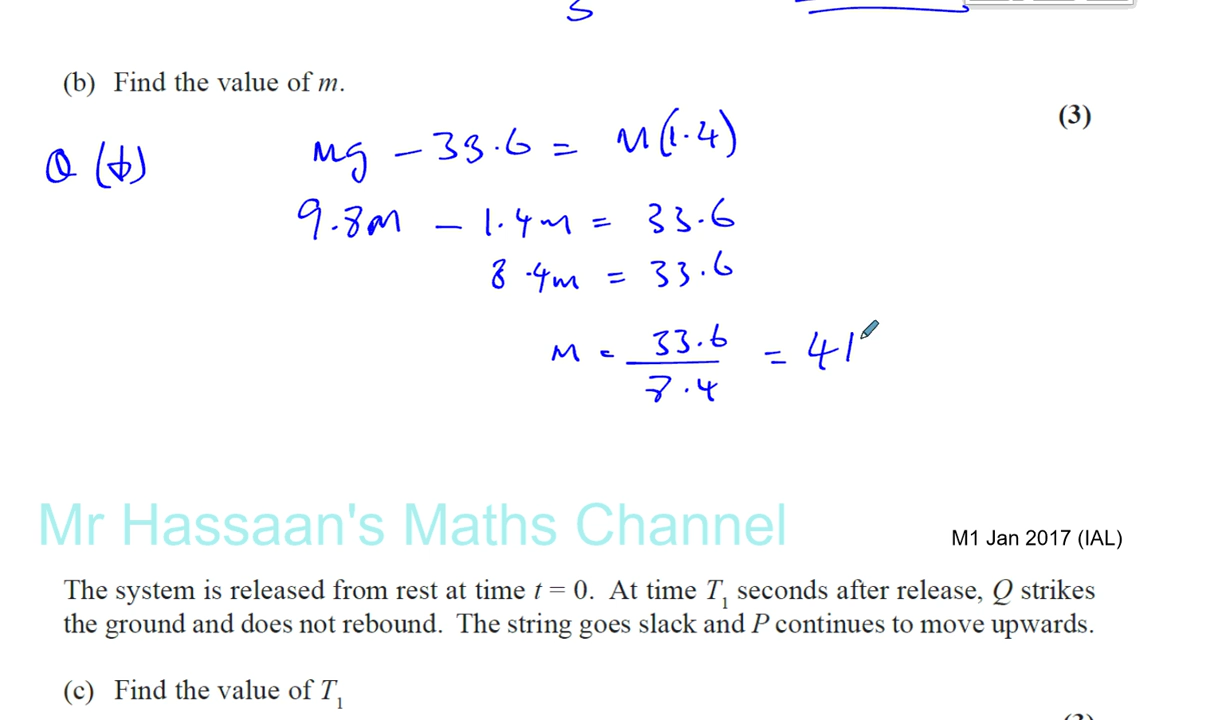 5
(b) Find the value of m.
(3)
Q (↓) Mg - 33.6 = M(1.4)
9.8m - 1.4m = 33.6
8.4m = 33.6
M = 33.6 / 8.4 = 41
Mr Hassaan's Maths Channel
M1 Jan 2017 (IAL)
The system is released from rest at time t = 0. At time T₁ seconds after release, Q strikes
the ground and does not rebound. The string goes slack and P continues to move upwards.
(c) Find the value of T₁